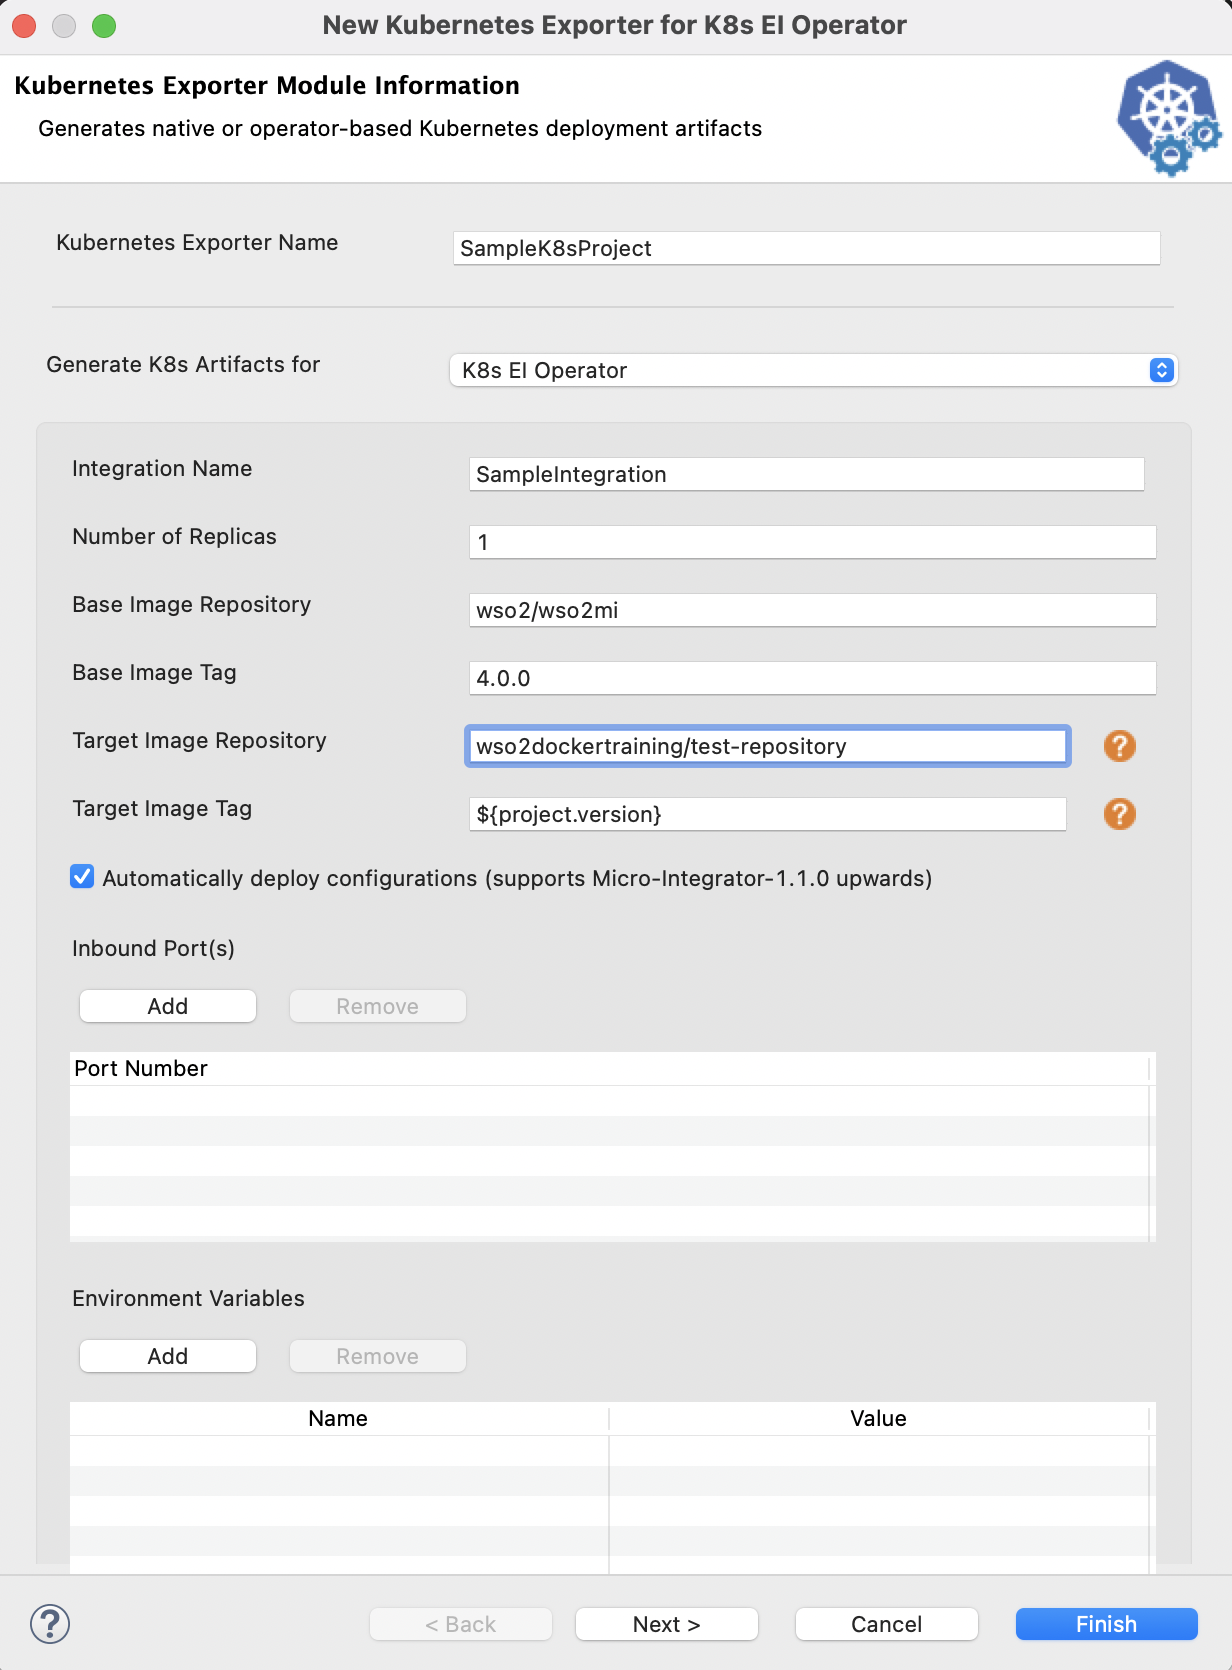 New Kubernetes Exporter for K8s EI Operator
Kubernetes Exporter Module Information
Generates native or operator-based Kubernetes deployment artifacts
Kubernetes Exporter Name SampleK8sProject
Generate K8s Artifacts for K8s EI Operator
Integration Name SampleIntegration
Number of Replicas 1
Base Image Repository wso2/wso2mi
Base Image Tag 4.0.0
Target Image Repository wso2dockertraining/test-repository ?
Target Image Tag ${project.version} ?
Automatically deploy configurations (supports Micro-Integrator-1.1.0 upwards)
Inbound Port(s)
Add Remove
Port Number
Environment Variables
Add Remove
Name Value
? < Back Next > Cancel Finish